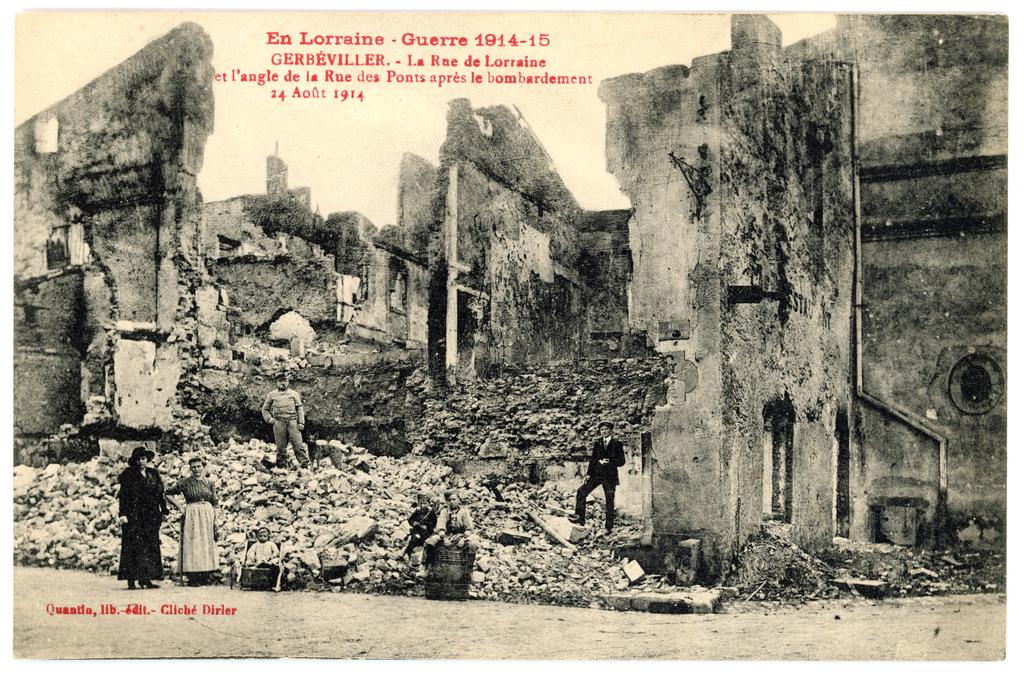 En Lorraine - Guerre 1914-15
GERBÉVILLER. - La Rue de Lorraine
et l'angle de la Rue des Ponts après le bombardement
24 Août 1914
Quantin, lib.-édit.- Cliché Dirler